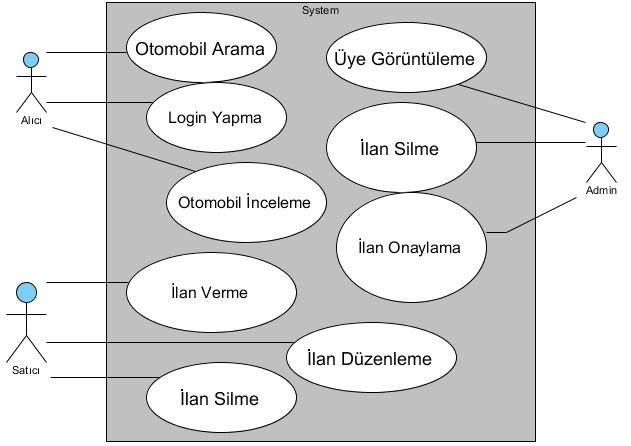 System
Otomobil Arama
Üye Görüntüleme
Login Yapma
Alıcı
İlan Silme
Admin
Otomobil İnceleme
İlan Onaylama
İlan Verme
İlan Düzenleme
Satıcı
İlan Silme